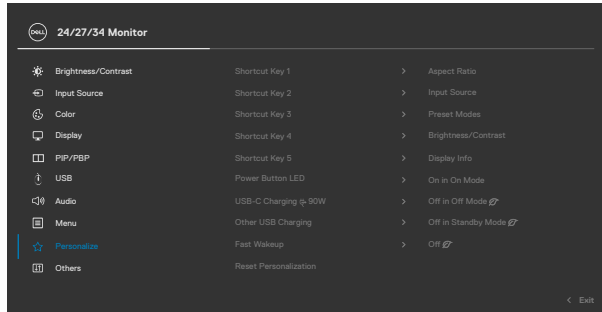 DELL 24/27/34 Monitor
Brightness/Contrast Shortcut Key 1 > Aspect Ratio
Input Source Shortcut Key 2 > Input Source
Color Shortcut Key 3 > Preset Modes
Display Shortcut Key 4 > Brightness/Contrast
PIP/PBP Shortcut Key 5 > Display Info
USB Power Button LED > On in On Mode
Audio USB-C Charging 90W > Off in Off Mode
Menu Other USB Charging > Off in Standby Mode
Personalize Fast Wakeup > Off
Others Reset Personalization
< Exit